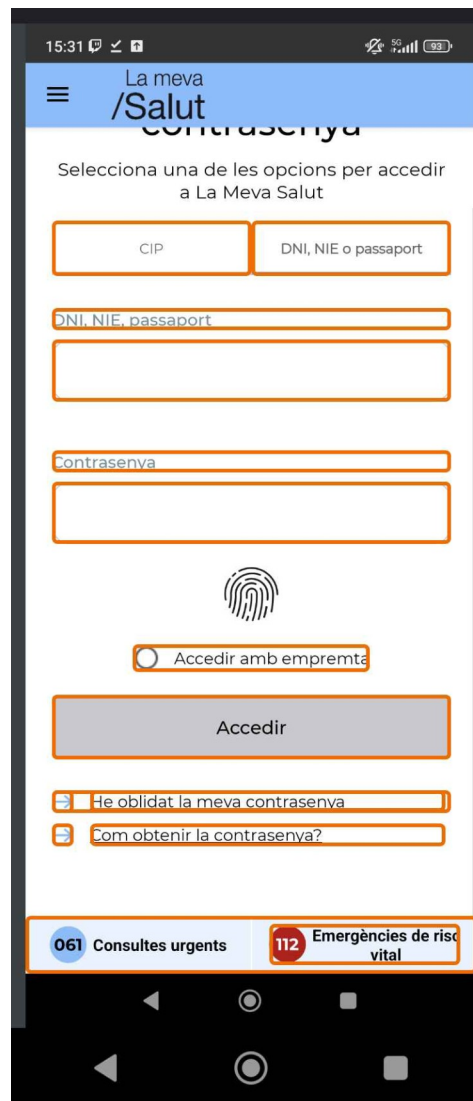 15:31
5G
93
La meva
/Salut
contrasenya
Selecciona una de les opcions per accedir
a La Meva Salut
CIP
DNI, NIE o passaport
DNI, NIE, passaport
Contrasenya
Accedir amb empremta
Accedir
He oblidat la meva contrasenya
Com obtenir la contrasenya?
061 Consultes urgents
112 Emergències de risc
vital